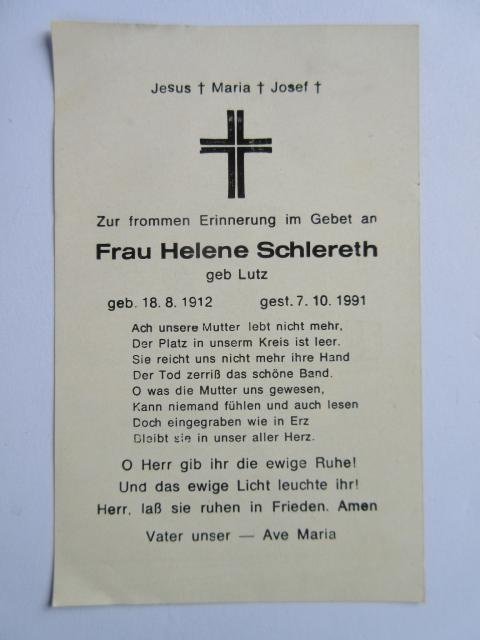 Jesus † Maria † Josef †
Zur frommen Erinnerung im Gebet an
Frau Helene Schlereth
geb Lutz
geb. 18. 8. 1912 gest. 7. 10. 1991
Ach unsere Mutter lebt nicht mehr,
Der Platz in unserm Kreis ist leer.
Sie reicht uns nicht mehr ihre Hand
Der Tod zerriß das schöne Band.
O was die Mutter uns gewesen,
Kann niemand fühlen und auch lesen
Doch eingegraben wie in Erz
Bleibt sie in unser aller Herz.
O Herr gib ihr die ewige Ruhe!
Und das ewige Licht leuchte ihr!
Herr, laß sie ruhen in Frieden. Amen
Vater unser — Ave Maria